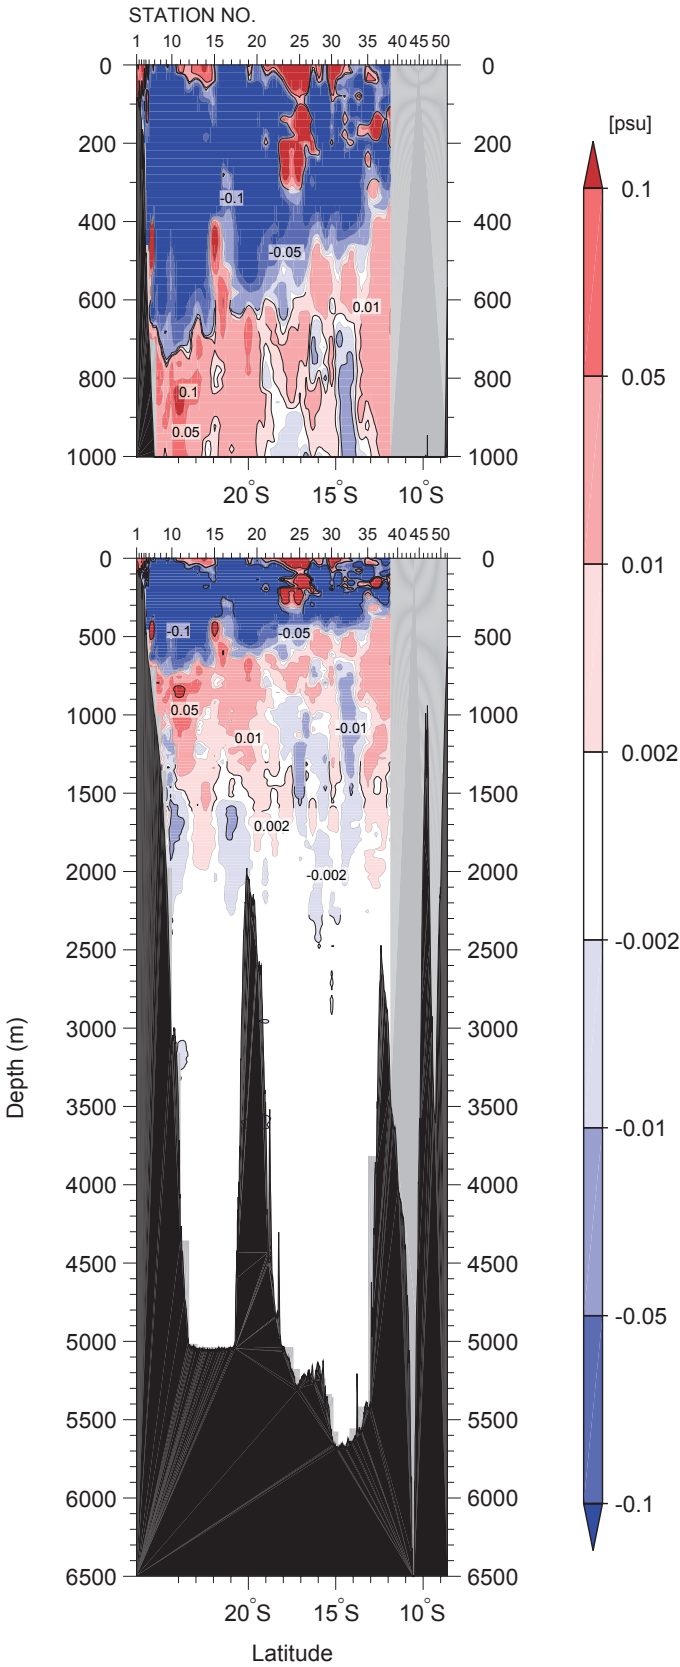 STATION NO.
1 10 15 20 25 30 35 40 45 50
0 0
[psu]
200 200
0.1
-0.1
400 400
-0.05
600 0.01 600
0.05
800 0.1 800
0.05
1000 1000
20°S 15°S 10°S
1 10 15 20 25 30 35 40 45 50
0 0
0.01
500 -0.1 -0.05 500
0.05
1000 -0.01 1000
0.01 0.002
1500 1500
0.002
2000 -0.002 2000
-0.002
2500 2500
3000 3000
Depth (m)
3500 3500
-0.01
4000 4000
4500 4500
5000 5000
-0.05
5500 5500
6000 6000
-0.1
6500 6500
20°S 15°S 10°S
Latitude